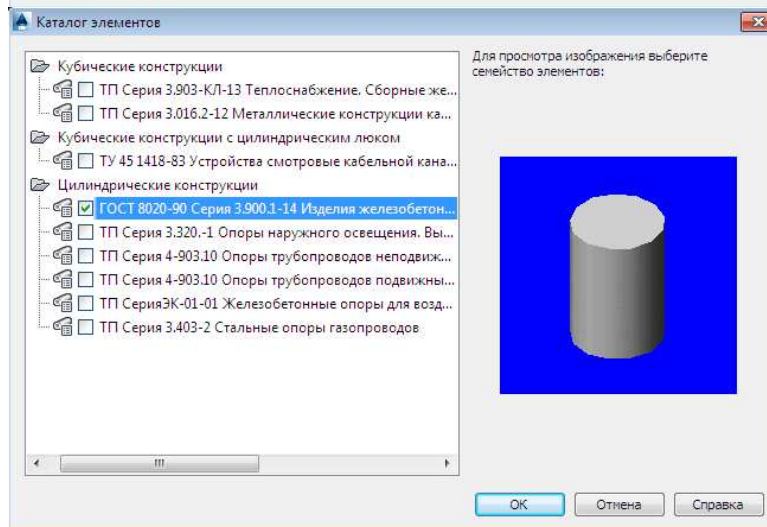 Каталог элементов
Для просмотра изображения выберите
семейство элементов:
Кубические конструкции
ТП Серия 3.903-КЛ-13 Теплоснабжение. Сборные же...
ТП Серия 3.016.2-12 Металлические конструкции ка...
Кубические конструкции с цилиндрическим люком
ТУ 45 1418-83 Устройства смотровые кабельной кана...
Цилиндрические конструкции
ГОСТ 8020-90 Серия 3.900.1-14 Изделия железобетон...
ТП Серия 3.320.-1 Опоры наружного освещения. Вы...
ТП Серия 4-903.10 Опоры трубопроводов неподвиж...
ТП Серия 4-903.10 Опоры трубопроводов подвижны...
ТП СерияЭК-01-01 Железобетонные опоры для возд...
ТП Серия 3.403-2 Стальные опоры газопроводов
ОК
Отмена
Справка